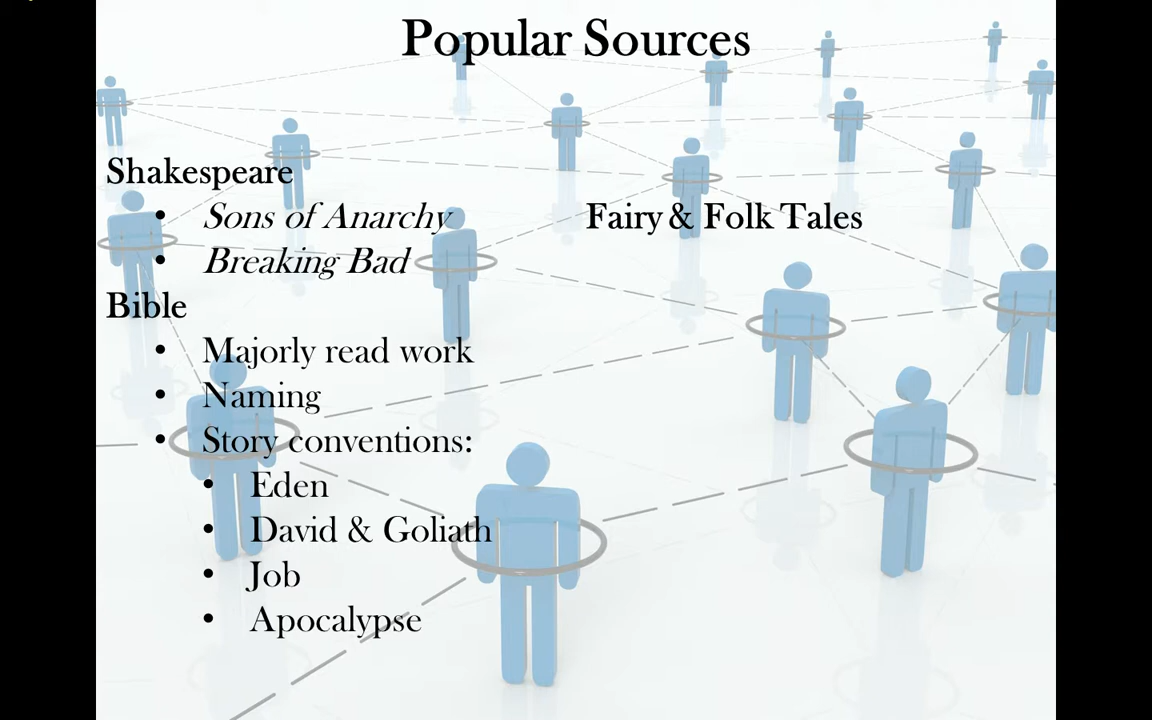 Popular Sources
Shakespeare
• Sons of Anarchy
• Breaking Bad
Bible
• Majorly read work
• Naming
• Story conventions:
• Eden
• David & Goliath
• Job
• Apocalypse
Fairy & Folk Tales